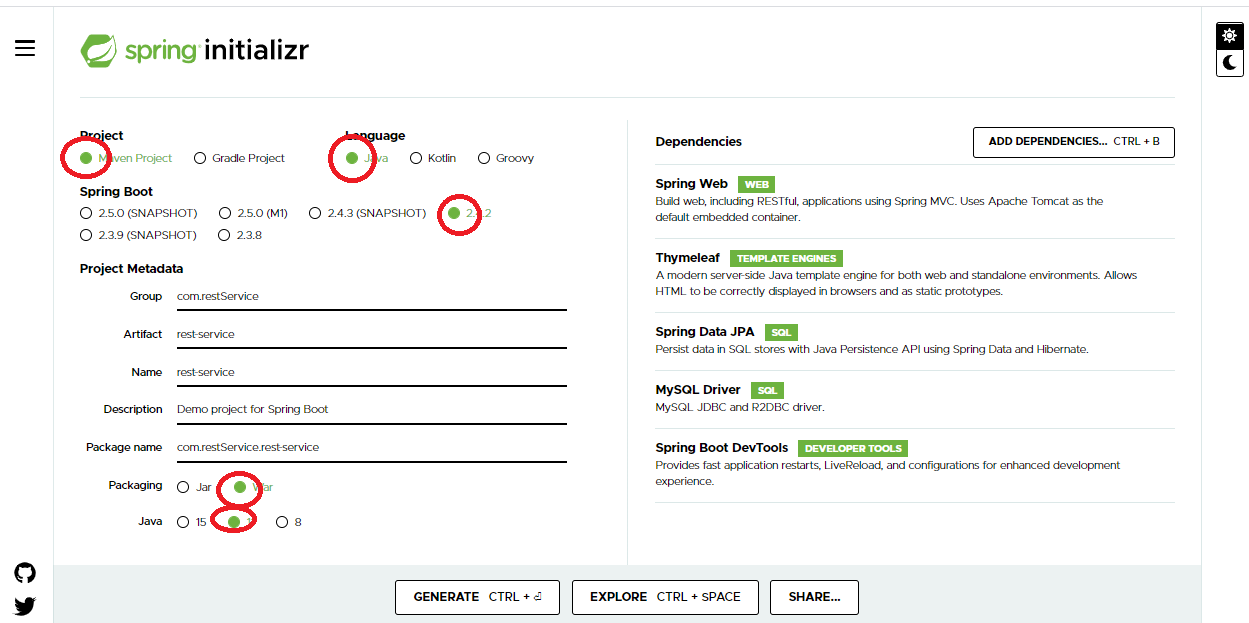 spring initializr
Project
Maven Project Gradle Project
Language
Java Kotlin Groovy
Spring Boot
2.5.0 (SNAPSHOT) 2.5.0 (M1) 2.4.3 (SNAPSHOT)
2.3.9 (SNAPSHOT) 2.3.8
Project Metadata
Group com.restService
Artifact rest-service
Name rest-service
Description Demo project for Spring Boot
Package name com.restService.rest-service
Packaging Jar War
Java 15 8
Dependencies
ADD DEPENDENCIES... CTRL + B
Spring Web WEB
Build web, including RESTful, applications using Spring MVC. Uses Apache Tomcat as the
default embedded container.
Thymeleaf TEMPLATE ENGINES
A modern server-side Java template engine for both web and standalone environments. Allows
HTML to be correctly displayed in browsers and as static prototypes.
Spring Data JPA SQL
Persist data in SQL stores with Java Persistence API using Spring Data and Hibernate.
MySQL Driver SQL
MySQL JDBC and R2DBC driver.
Spring Boot DevTools DEVELOPER TOOLS
Provides fast application restarts, LiveReload, and configurations for enhanced development
experience.
GENERATE CTRL + ⏎
EXPLORE CTRL + SPACE
SHARE...